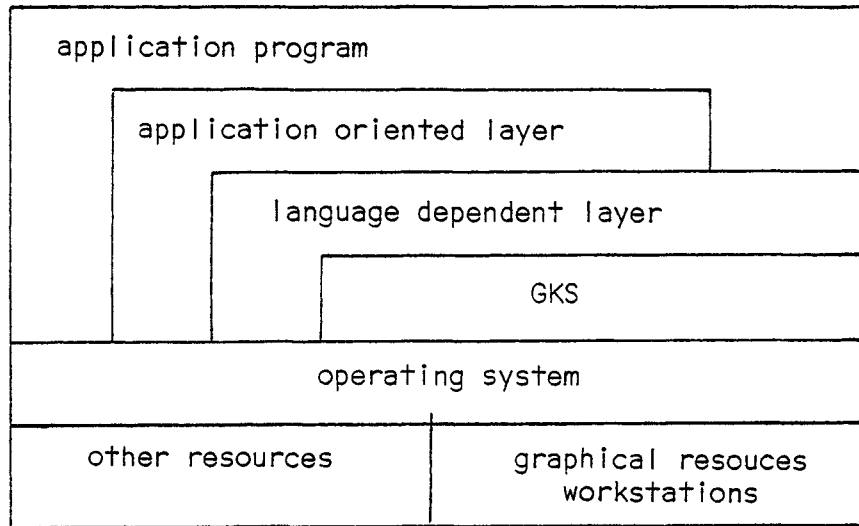 application program
application oriented layer
language dependent layer
GKS
operating system
other resources
graphical resouces
workstations